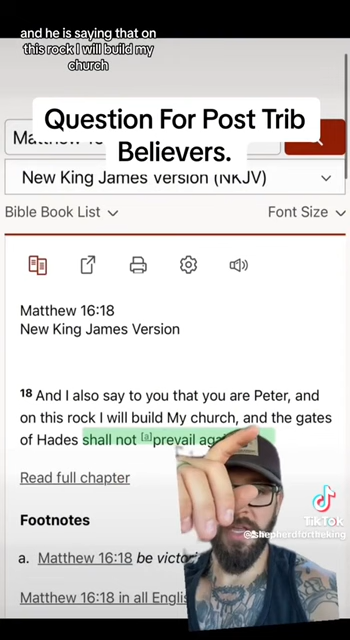 and he is saying that on
this rock I will build my
church
Question For Post Trib
Believers.
New King James Version (NKJV)
Bible Book List
Font Size
Matthew 16:18
New King James Version
18 And I also say to you that you are Peter, and
on this rock I will build My church, and the gates
of Hades shall not [a]prevail
Read full chapter
Footnotes
a. Matthew 16:18 be
Matthew 16:18 in all
TikTok
@shepherdfortheking